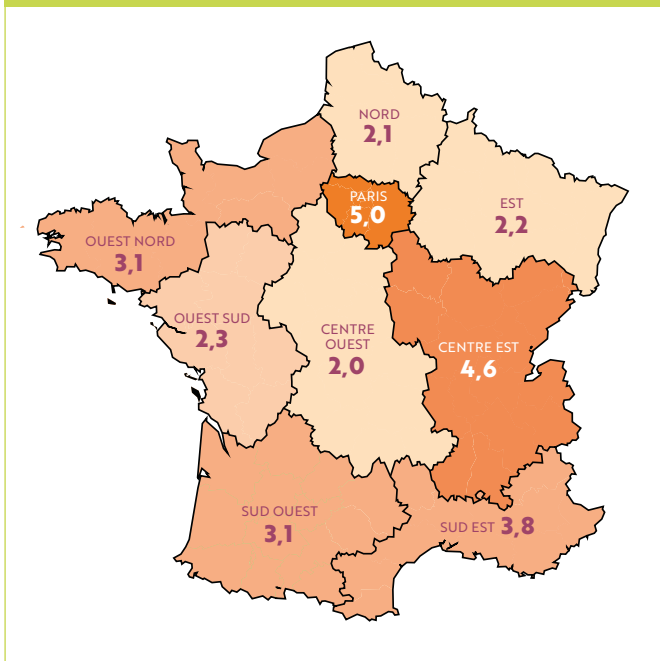 NORD
2,1
PARIS
5,0
EST
2,2
OUEST NORD
3,1
OUEST SUD
2,3
CENTRE
OUEST
2,0
CENTRE EST
4,6
SUD OUEST
3,1
SUD EST 3,8